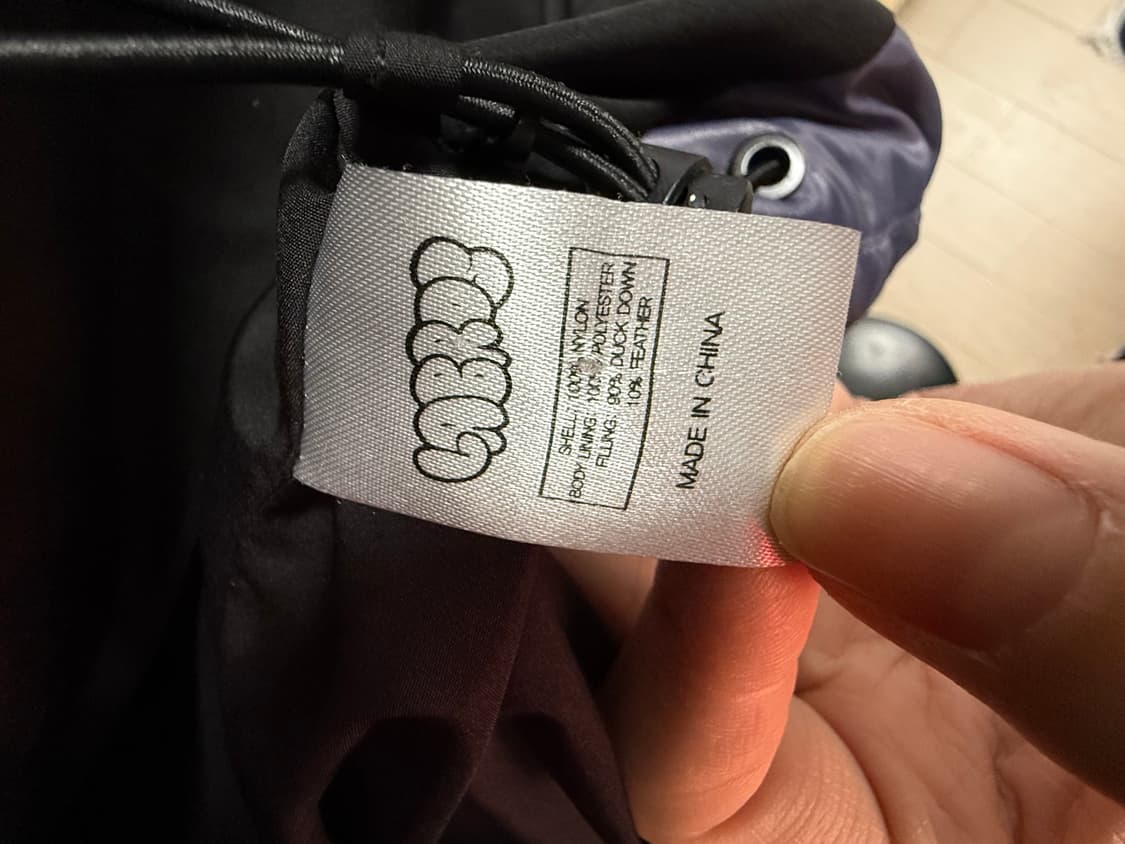 SHELL: 100% NYLON
BODY LINING: 100% POLYESTER
FILLING: 90% DUCK DOWN
10% FEATHER
MADE IN CHINA